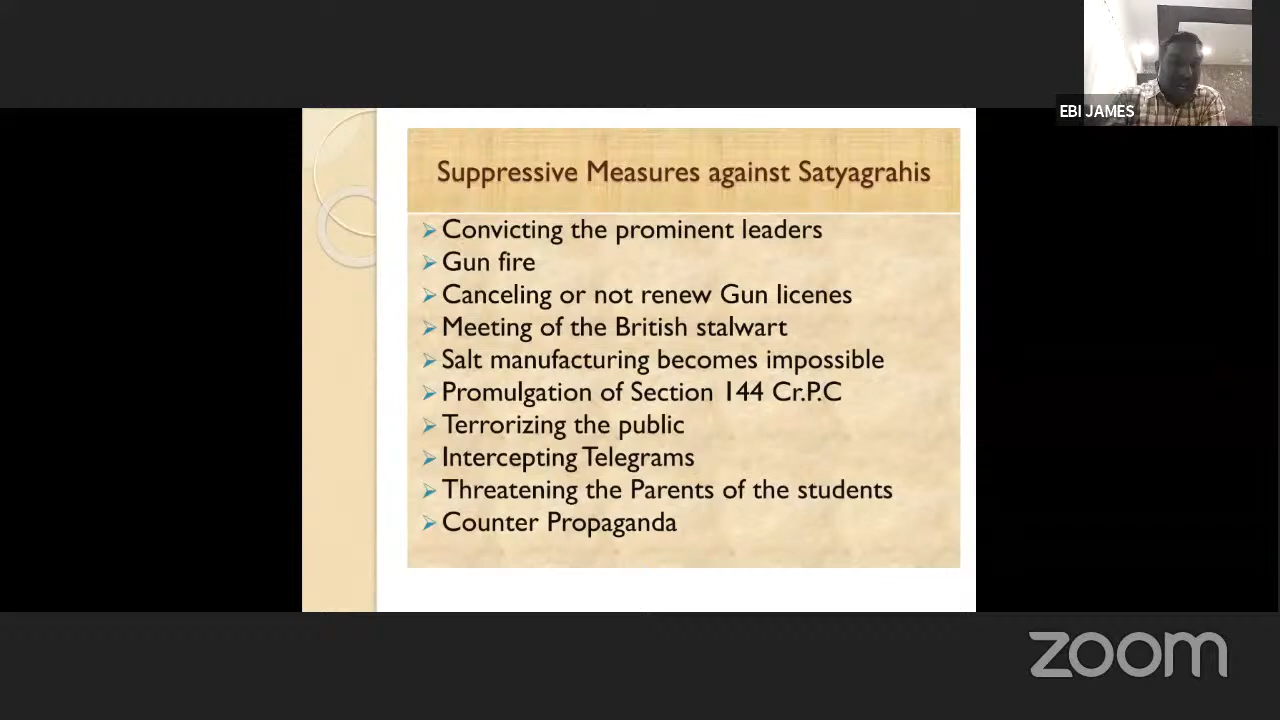 EBI JAMES
Suppressive Measures against Satyagrahis
Convicting the prominent leaders
Gun fire
Canceling or not renew Gun licenes
Meeting of the British stalwart
Salt manufacturing becomes impossible
Promulgation of Section 144 Cr.P.C
Terrorizing the public
Intercepting Telegrams
Threatening the Parents of the students
Counter Propaganda
zoom